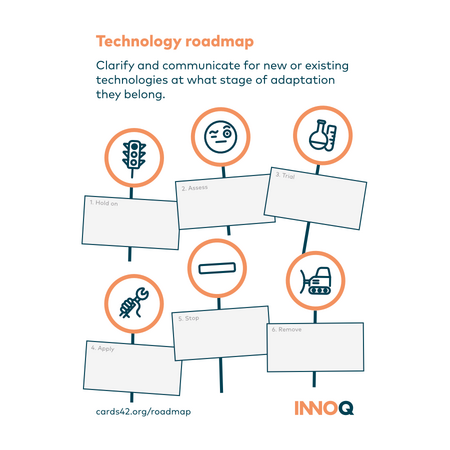 Technology roadmap
Clarify and communicate for new or existing
technologies at what stage of adaptation
they belong.
1. Hold on
2. Assess
3. Trial
4. Apply
5. Stop
6. Remove
cards42.org/roadmap
INNOQ